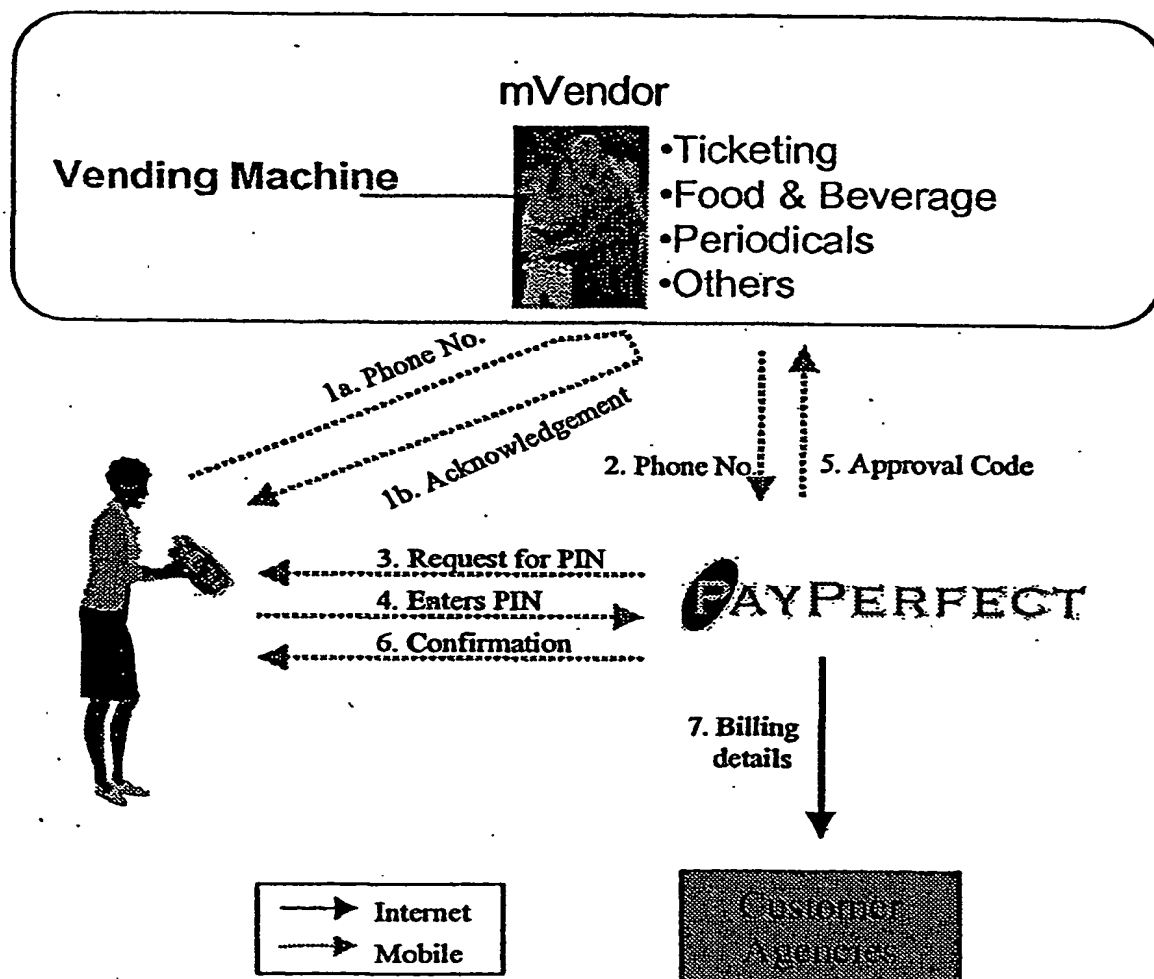 mVendor
Vending Machine
•Ticketing
•Food & Beverage
•Periodicals
•Others
1a. Phone No.
1b. Acknowledgement
2. Phone No.
5. Approval Code
3. Request for PIN
4. Enters PIN
6. Confirmation
PAYPERFECT
7. Billing
details
Internet
Mobile
Customer
Agencies